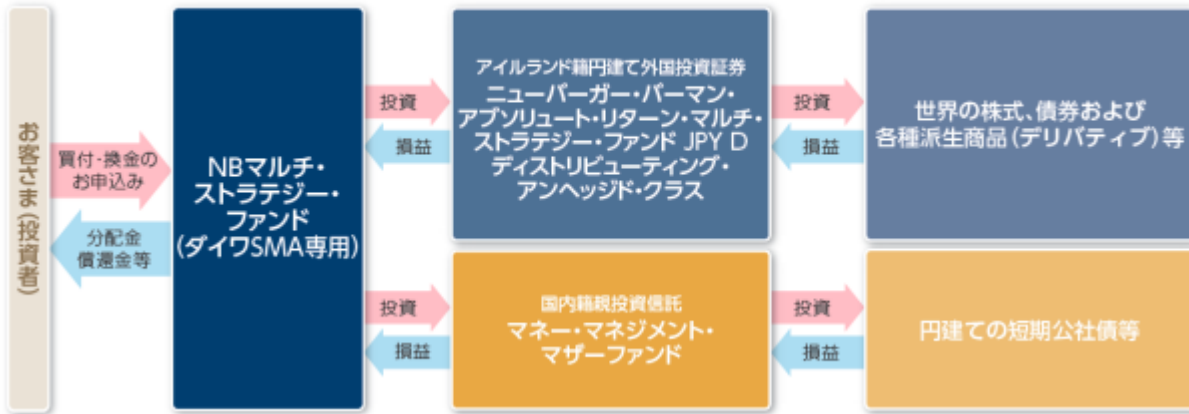 お客さま(投資者)
買付・換金の
お申込み
分配金
償還金等
NBマルチ・
ストラテジー・
ファンド
(ダイワSMA専用)
投資
損益
アイルランド籍円建て外国投資証券
ニューバーガー・バーマン・
アブソリュート・リターン・マルチ・
ストラテジー・ファンド JPY D
ディストリビューティング・
アンヘッジド・クラス
投資
損益
世界の株式、債券および
各種派生商品(デリバティブ)等
投資
損益
国内籍親投資信託
マネー・マネジメント・
マザーファンド
投資
損益
円建ての短期公社債等